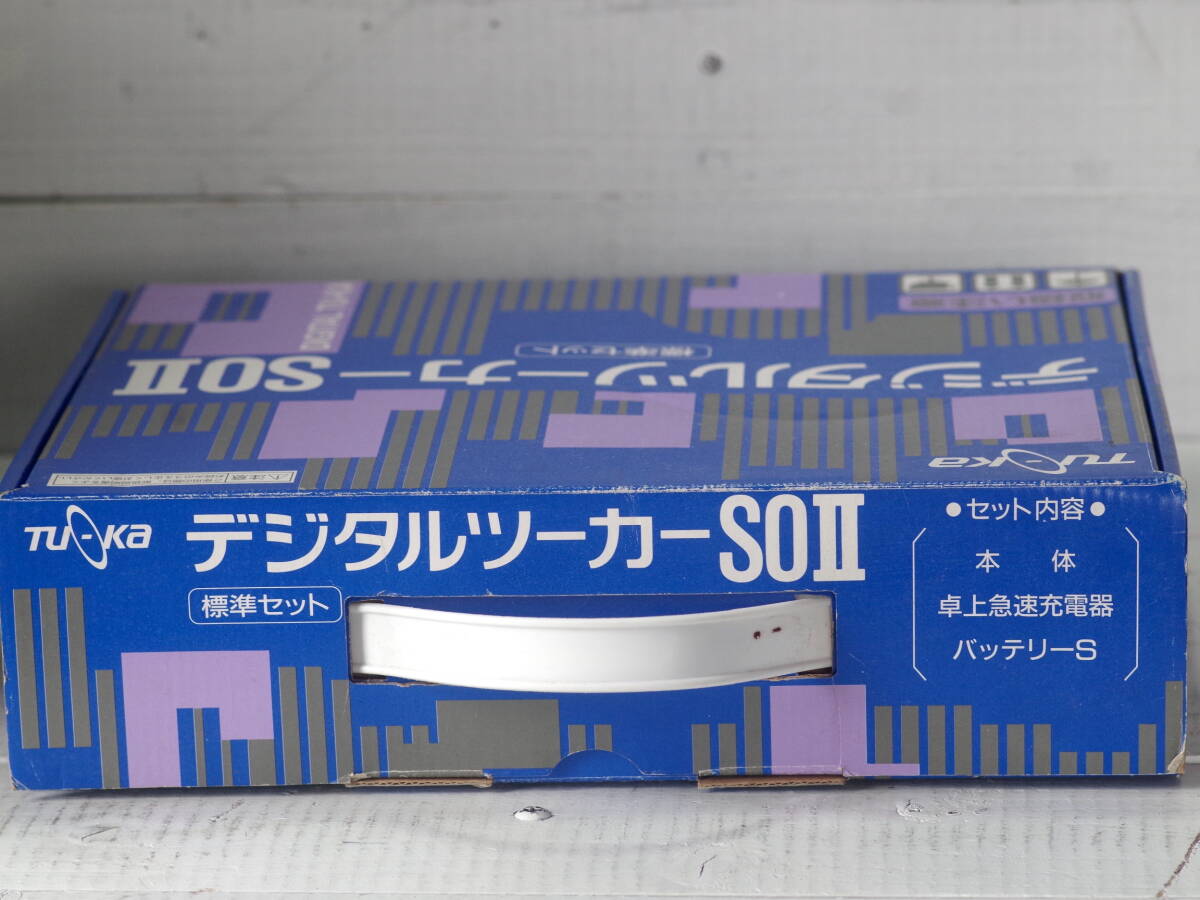 DIGITAL TU-KA
標準セット
デジタルツーカーSOII
TU-KA
TU-KA
デジタルツーカーSOII
標準セット
●セット内容●
本 体
卓上急速充電器
バッテリーS